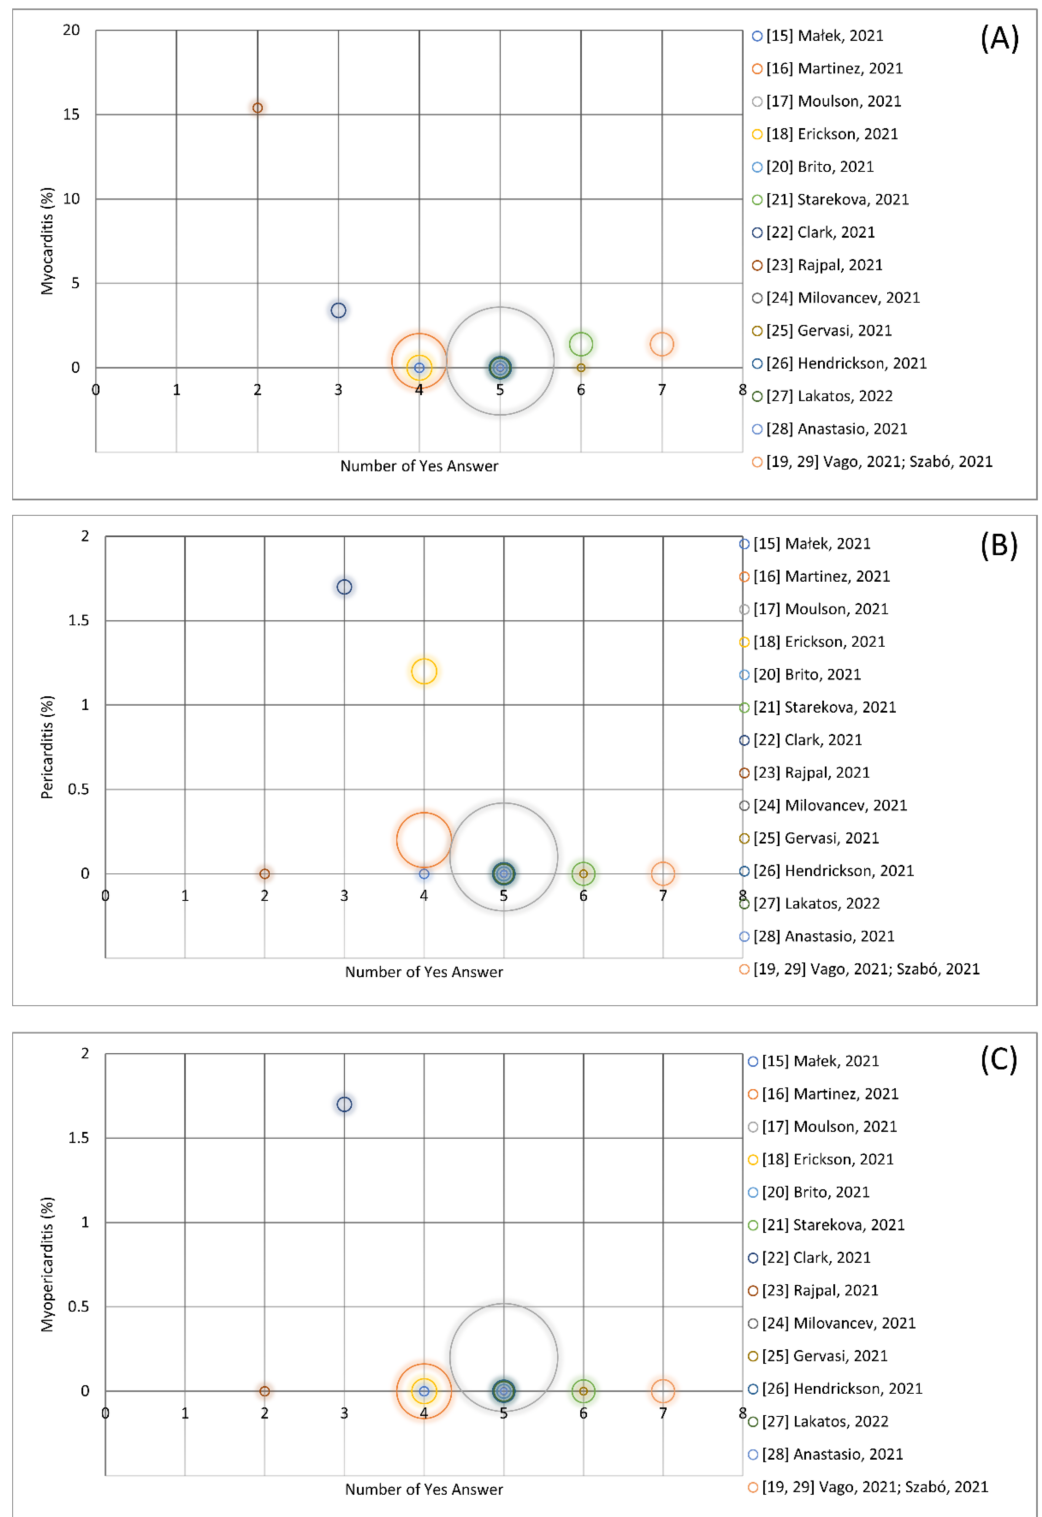 (A)
20
15
10
5
0
Myocarditis (%)
0 1 2 3 4 5 6 7 8
Number of Yes Answer
[15] Małek, 2021
[16] Martinez, 2021
[17] Moulson, 2021
[18] Erickson, 2021
[20] Brito, 2021
[21] Starekova, 2021
[22] Clark, 2021
[23] Rajpal, 2021
[24] Milovancev, 2021
[25] Gervasi, 2021
[26] Hendrickson, 2021
[27] Lakatos, 2022
[28] Anastasio, 2021
[19, 29] Vago, 2021; Szabó, 2021
(B)
2
1.5
1
0.5
0
Pericarditis (%)
0 1 2 3 4 5 6 7 8
Number of Yes Answer
[15] Małek, 2021
[16] Martinez, 2021
[17] Moulson, 2021
[18] Erickson, 2021
[20] Brito, 2021
[21] Starekova, 2021
[22] Clark, 2021
[23] Rajpal, 2021
[24] Milovancev, 2021
[25] Gervasi, 2021
[26] Hendrickson, 2021
[27] Lakatos, 2022
[28] Anastasio, 2021
[19, 29] Vago, 2021; Szabó, 2021
(C)
2
1.5
1
0.5
0
Myopericarditis (%)
0 1 2 3 4 5 6 7 8
Number of Yes Answer
[15] Małek, 2021
[16] Martinez, 2021
[17] Moulson, 2021
[18] Erickson, 2021
[20] Brito, 2021
[21] Starekova, 2021
[22] Clark, 2021
[23] Rajpal, 2021
[24] Milovancev, 2021
[25] Gervasi, 2021
[26] Hendrickson, 2021
[27] Lakatos, 2022
[28] Anastasio, 2021
[19, 29] Vago, 2021; Szabó, 2021